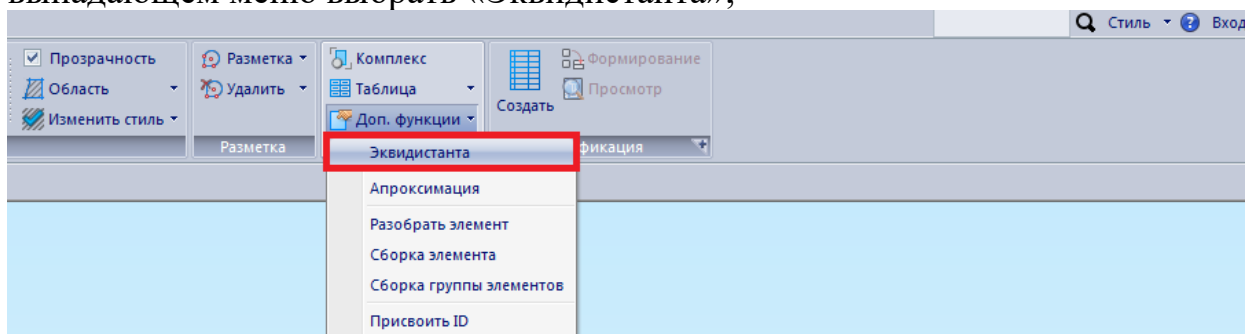 выпадающем меню выбрать «Эквидистанта»;
Стиль Вход
Прозрачность Разметка Комплекс Формирование
Область Удалить Таблица Создать Просмотр
Изменить стиль Доп. функции
Разметка фикация
Эквидистанта
Апроксимация
Разобрать элемент
Сборка элемента
Сборка группы элементов
Присвоить ID